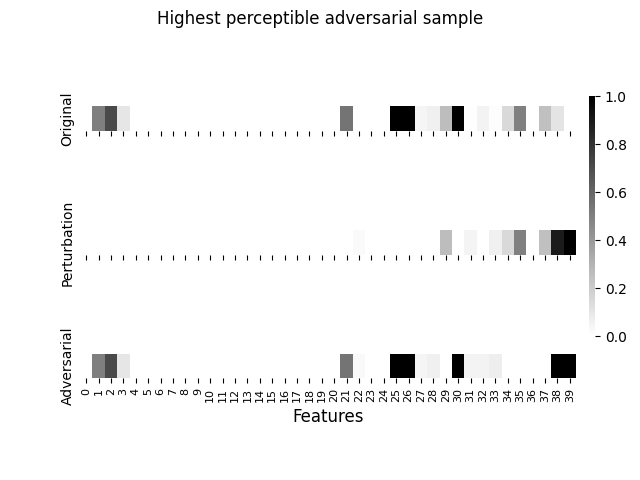 Highest perceptible adversarial sample
Original
Perturbation
Adversarial
0 1 2 3 4 5 6 7 8 9 10 11 12 13 14 15 16 17 18 19 20 21 22 23 24 25 26 27 28 29 30 31 32 33 34 35 36 37 38 39
Features
1.0
0.8
0.6
0.4
0.2
0.0